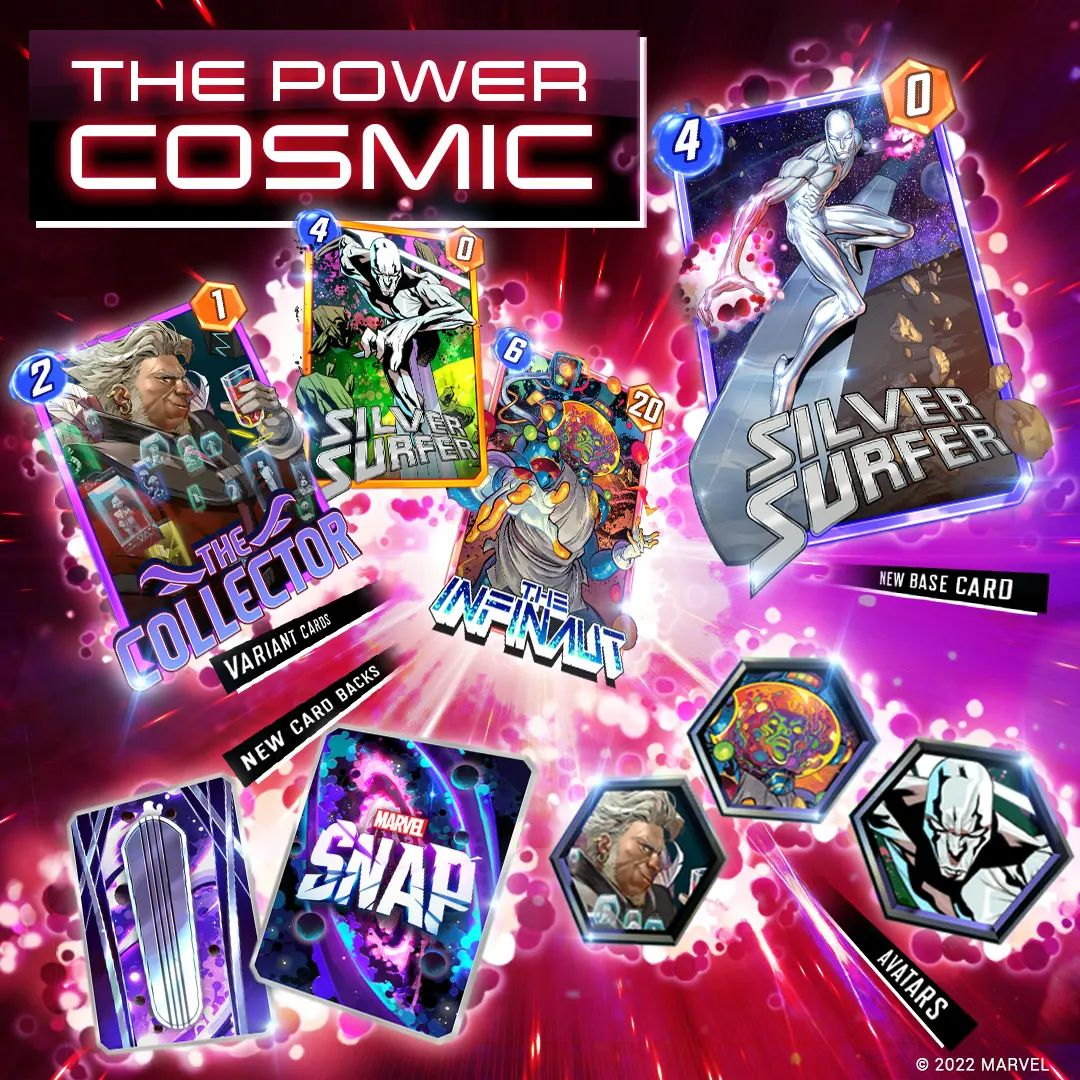 THE POWER
COSMIC
4
0
SILVER
SURFER
NEW BASE CARD
4
0
SILVER
SURFER
2
1
THE
COLLECTOR
6
20
THE
INFINAUT
VARIANT CARDS
NEW CARD BACKS
MARVEL
SNAP
AVATARS
© 2022 MARVEL